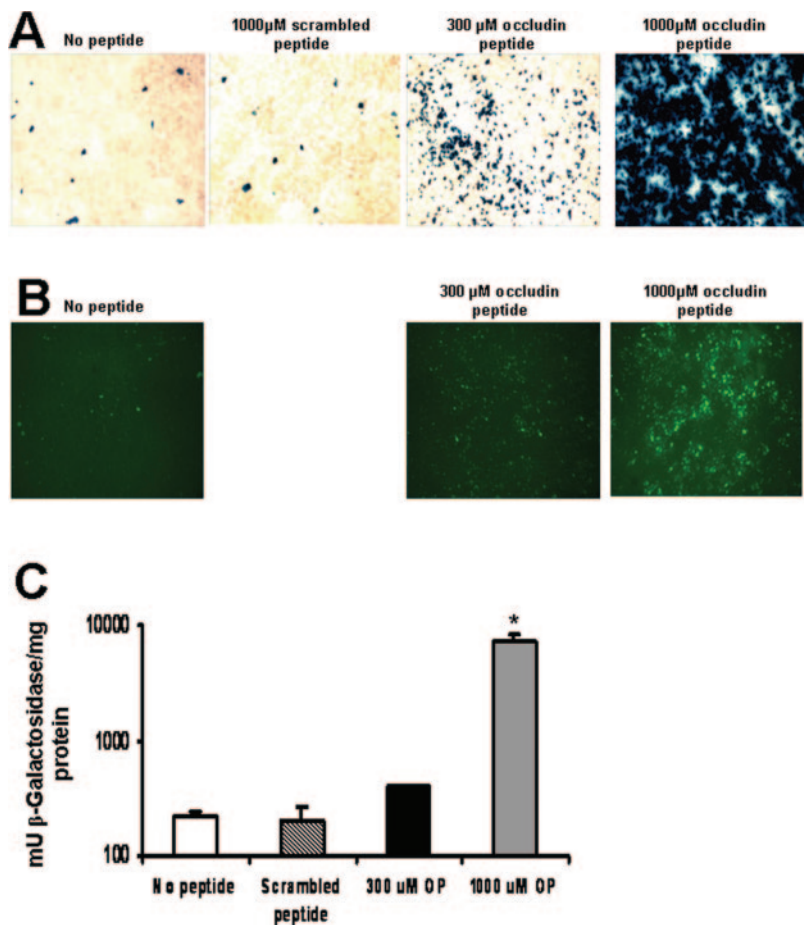 A
No peptide
1000µM scrambled
peptide
300 µM occludin
peptide
1000µM occludin
peptide
B
No peptide
300 µM occludin
peptide
1000µM occludin
peptide
C
mU β-Galactosidase/mg
protein
10000
1000
100
*
No peptide
Scrambled
peptide
300 uM OP
1000 uM OP